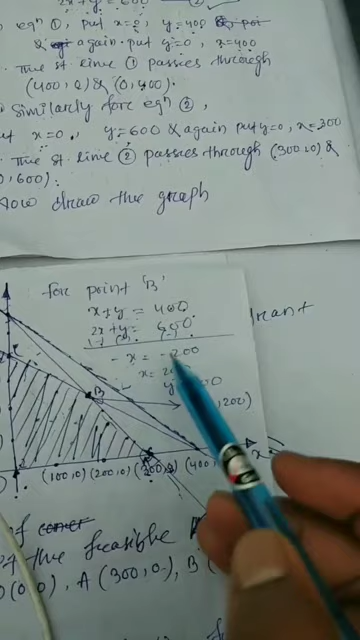 2x+y = 600
eqn ①, put x=0, y=400
& again put y=0, x=400
The st line ① passes through
(400, 0) & (0, 400).
Similarly for eqn ②,
x=0, y=600 & again put y=0, x=300
The st line ② passes through (300,0) &
(0, 600).
Now draw the graph
for point 'B'
x+y = 400
2x+y = 600
(-) (-) (-)
-x = -200
x =
y =
, 200)
B
(100,0) (200,0) (300,0) (400, x
of
of the feasible
0(0,0), A (300,0), B (